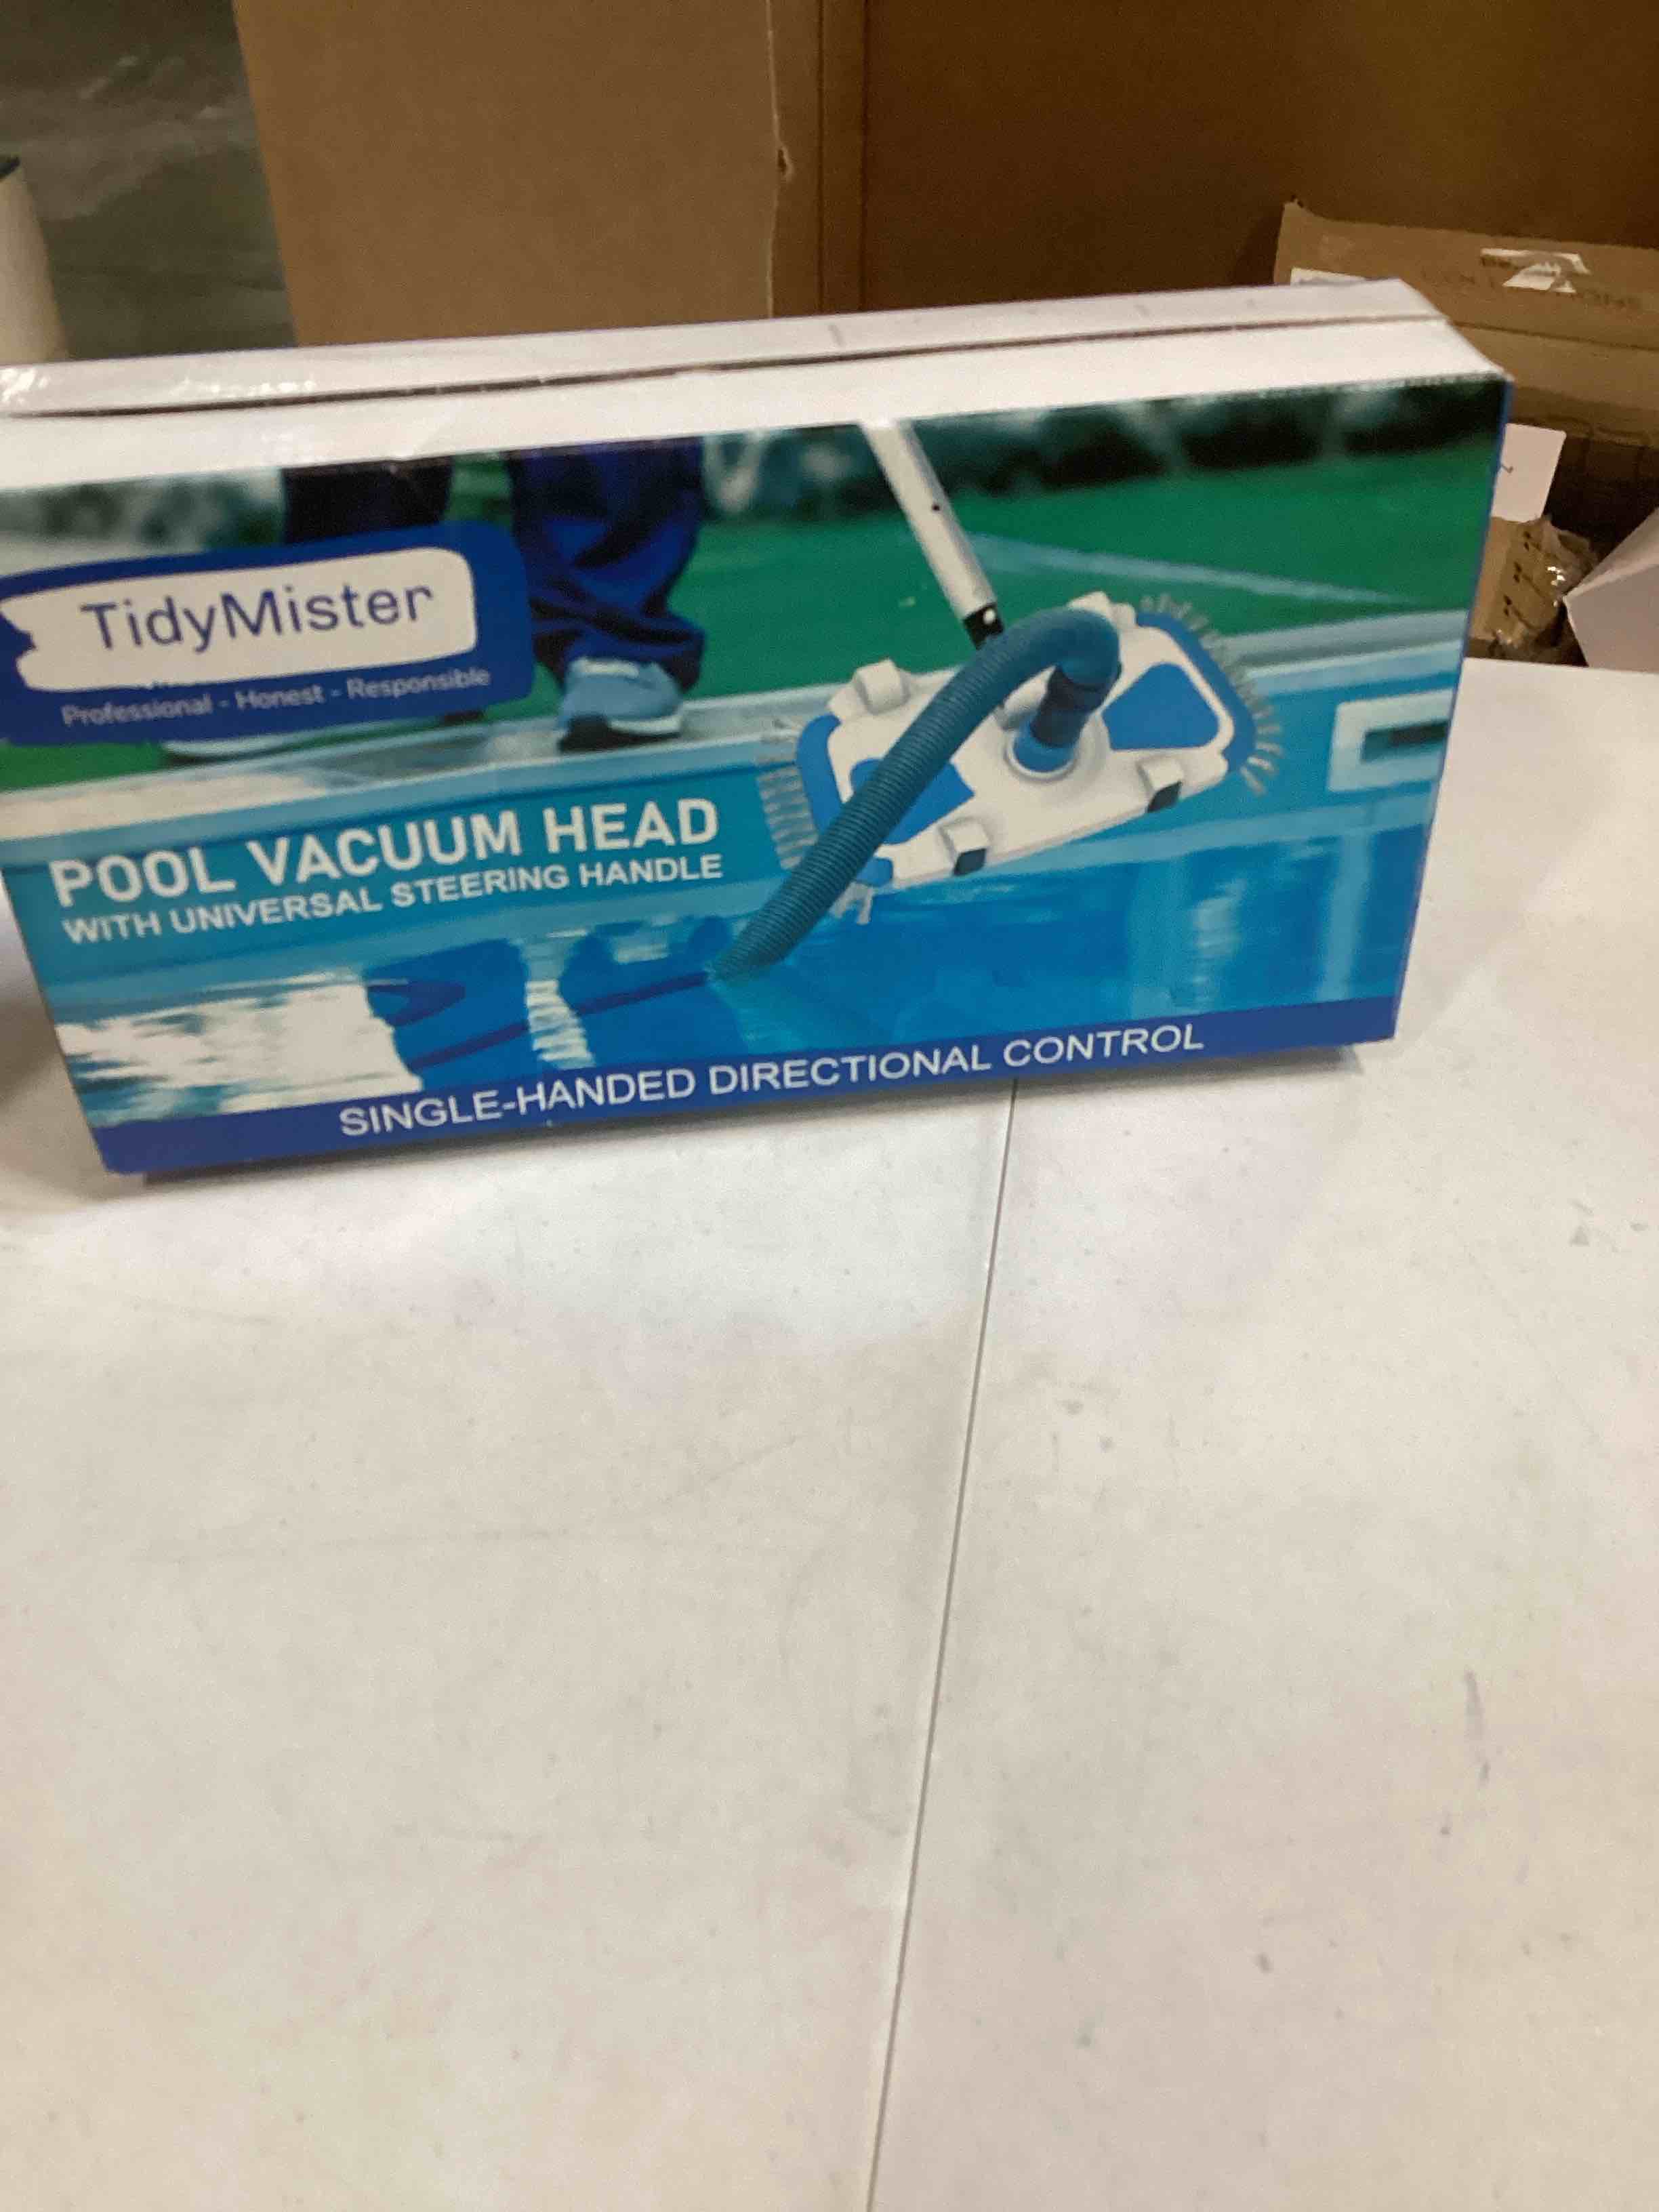 TidyMister
Professional - Honest - Responsible
POOL VACUUM HEAD
WITH UNIVERSAL STEERING HANDLE
SINGLE-HANDED DIRECTIONAL CONTROL